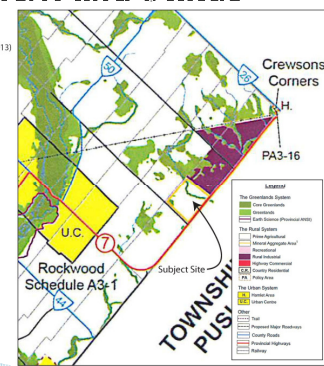 13)
50
25
Crewsons
Corners
H.
PA3-16
U.C.
7
Rockwood
Schedule A3-1
44
Subject Site
TOWNSHI
PUS
Legend
The Greenlands System
Core Greenlands
Greenlands
Earth Science (Provincial ANSI)
The Rural System
Prime Agricultural
Mineral Aggregate Area
Recreational
Rural Industrial
Highway Commercial
C.R. Country Residential
PA Policy Area
The Urban System
H. Hamlet Area
U.C. Urban Centre
Other
Trail
Proposed Major Roadways
County Roads
Provincial Highways
Railway